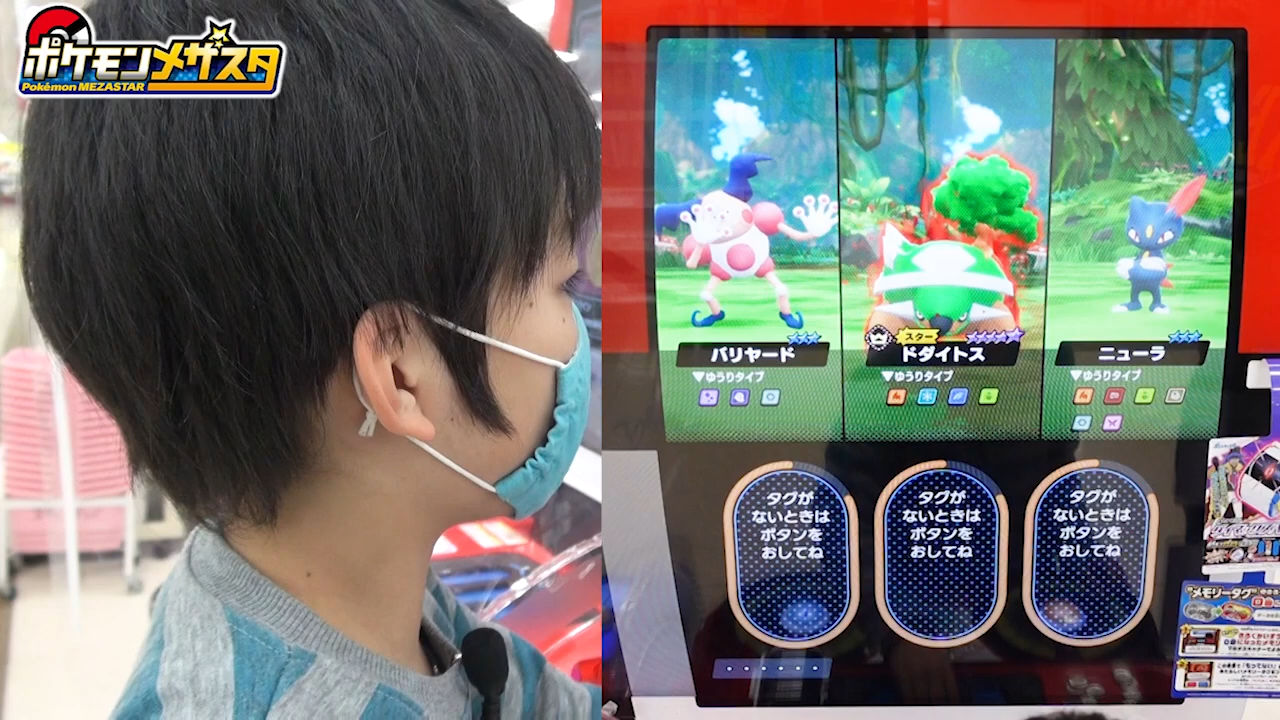 ポケモンメザスタ
Pokémon MEZASTAR
バリヤード
▼ゆうりタイプ
スター
ドダイトス
▼ゆうりタイプ
ニューラ
▼ゆうりタイプ
タグが
ないときは
ボタンを
おしてね
タグが
ないときは
ボタンを
おしてね
タグが
ないときは
ボタンを
おしてね
"メモリータグ"